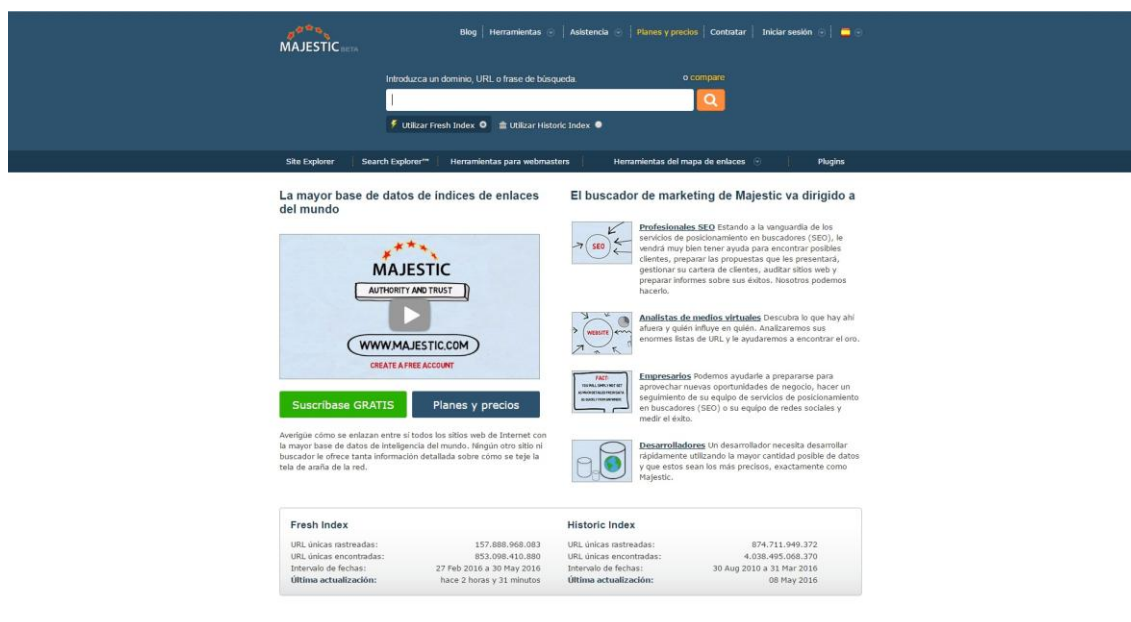 MAJESTIC BETA
Blog | Herramientas | Asistencia | Planes y precios | Contratar | Iniciar sesión
Introduzca un dominio, URL o frase de búsqueda. o compare
Utilizar Fresh Index Utilizar Historic Index
Site Explorer Search Explorer™ Herramientas para webmasters Herramientas del mapa de enlaces Plugins
La mayor base de datos de índices de enlaces
del mundo
MAJESTIC
AUTHORITY AND TRUST
WWW.MAJESTIC.COM
CREATE A FREE ACCOUNT
Suscríbase GRATIS Planes y precios
Averigüe cómo se enlazan entre sí todos los sitios web de Internet con
la mayor base de datos de inteligencia del mundo. Ningún otro sitio ni
buscador le ofrece tanta información detallada sobre cómo se teje la
tela de araña de la red.
El buscador de marketing de Majestic va dirigido a
SEO
Profesionales SEO Estando a la vanguardia de los
servicios de posicionamiento en buscadores (SEO), le
vendrá muy bien tener ayuda para encontrar posibles
clientes, preparar las propuestas que les presentará,
gestionar su cartera de clientes, auditar sitios web y
preparar informes sobre sus éxitos. Nosotros podemos
hacerlo.
WEBSITE
Analistas de medios virtuales Descubra lo que hay ahí
afuera y quién influye en quién. Analizaremos sus
enormes listas de URL y le ayudaremos a encontrar el oro.
FACT:
Empresarios Podemos ayudarle a prepararse para
aprovechar nuevas oportunidades de negocio, hacer un
seguimiento de su equipo de servicios de posicionamiento
en buscadores (SEO) o su equipo de redes sociales y
medir el éxito.
Desarrolladores Un desarrollador necesita desarrollar
rápidamente utilizando la mayor cantidad posible de datos
y que estos sean los más precisos, exactamente como
Majestic.
Fresh Index
URL únicas rastreadas: 157.888.968.083
URL únicas encontradas: 853.098.410.880
Intervalo de fechas: 27 Feb 2016 a 30 May 2016
Última actualización: hace 2 horas y 31 minutos
Historic Index
URL únicas rastreadas: 874.711.949.372
URL únicas encontradas: 4.038.495.068.370
Intervalo de fechas: 30 Aug 2010 a 31 Mar 2016
Última actualización: 08 May 2016